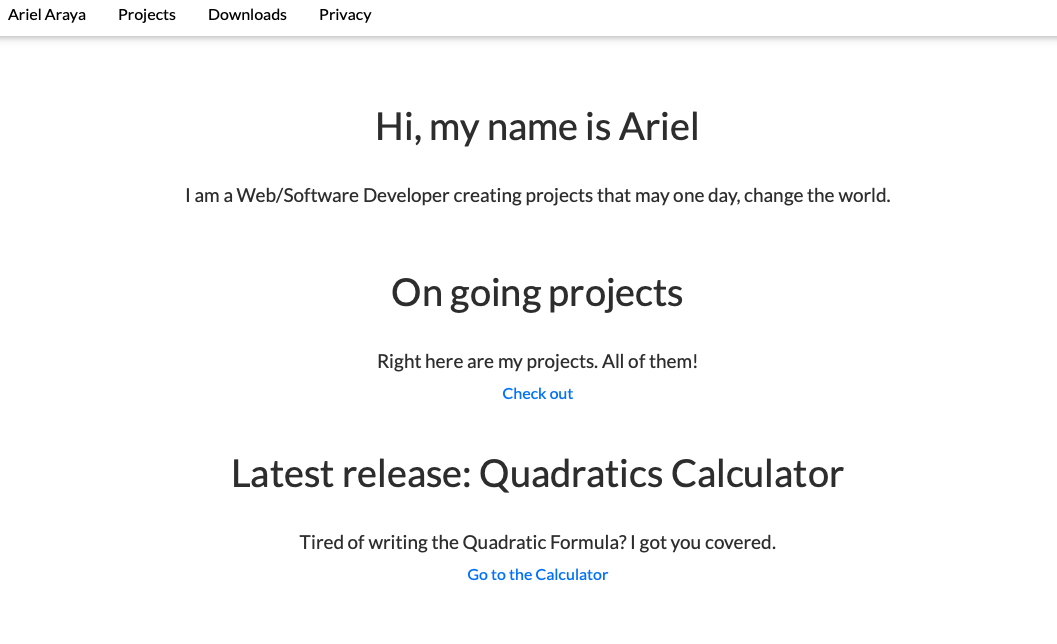 Ariel Araya Projects Downloads Privacy
Hi, my name is Ariel
I am a Web/Software Developer creating projects that may one day, change the world.
On going projects
Right here are my projects. All of them!
Check out
Latest release: Quadratics Calculator
Tired of writing the Quadratic Formula? I got you covered.
Go to the Calculator